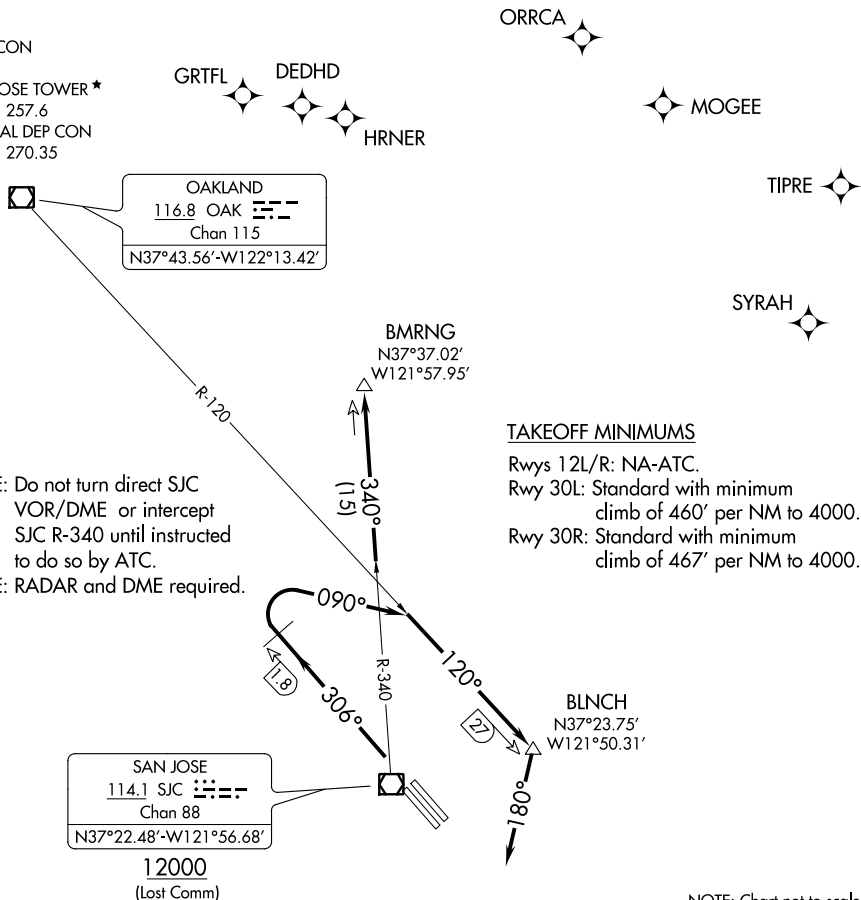 ORRCA
CON
GRTFL
DEDHD
OSE TOWER ★
257.6
AL DEP CON
270.35
MOGEE
HRNER
TIPRE
OAKLAND
116.8 OAK
Chan 115
N37°43.56′-W122°13.42′
SYRAH
BMRNG
N37°37.02′
W121°57.95′
R-120
TAKEOFF MINIMUMS
Rwys 12L/R: NA-ATC.
Rwy 30L: Standard with minimum
climb of 460′ per NM to 4000.
Rwy 30R: Standard with minimum
climb of 467′ per NM to 4000.
340°
(15)
E: Do not turn direct SJC
VOR/DME or intercept
SJC R-340 until instructed
to do so by ATC.
E: RADAR and DME required.
090°
120°
R-340
1.8
306°
27
BLNCH
N37°23.75′
W121°50.31′
180°
SAN JOSE
114.1 SJC
Chan 88
N37°22.48′-W121°56.68′
12000
(Lost Comm)
NOTE: Chart not to scale